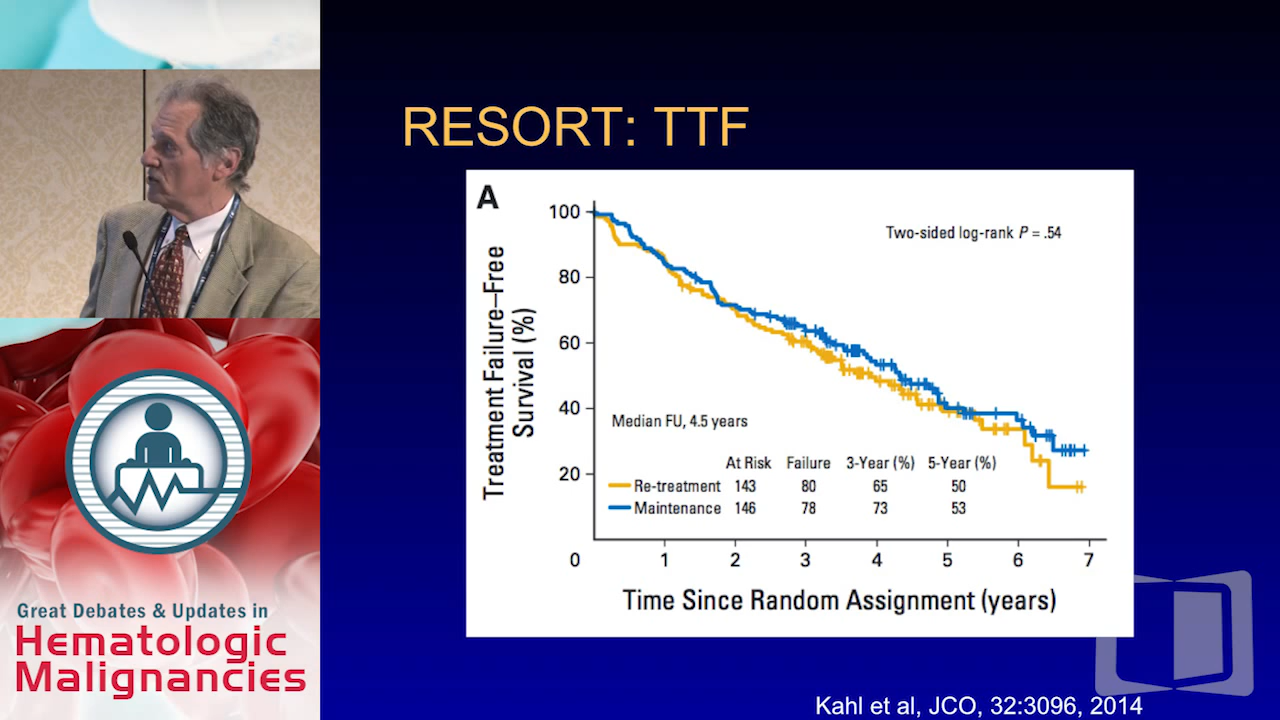 RESORT: TTF
A
Two-sided log-rank P = .54
Treatment Failure–Free
Survival (%)
100
80
60
40
20
0
Median FU, 4.5 years
At Risk Failure 3-Year (%) 5-Year (%)
Re-treatment 143 80 65 50
Maintenance 146 78 73 53
1 2 3 4 5 6 7
Time Since Random Assignment (years)
Great Debates & Updates in
Hematologic
Malignancies
Kahl et al, JCO, 32:3096, 2014